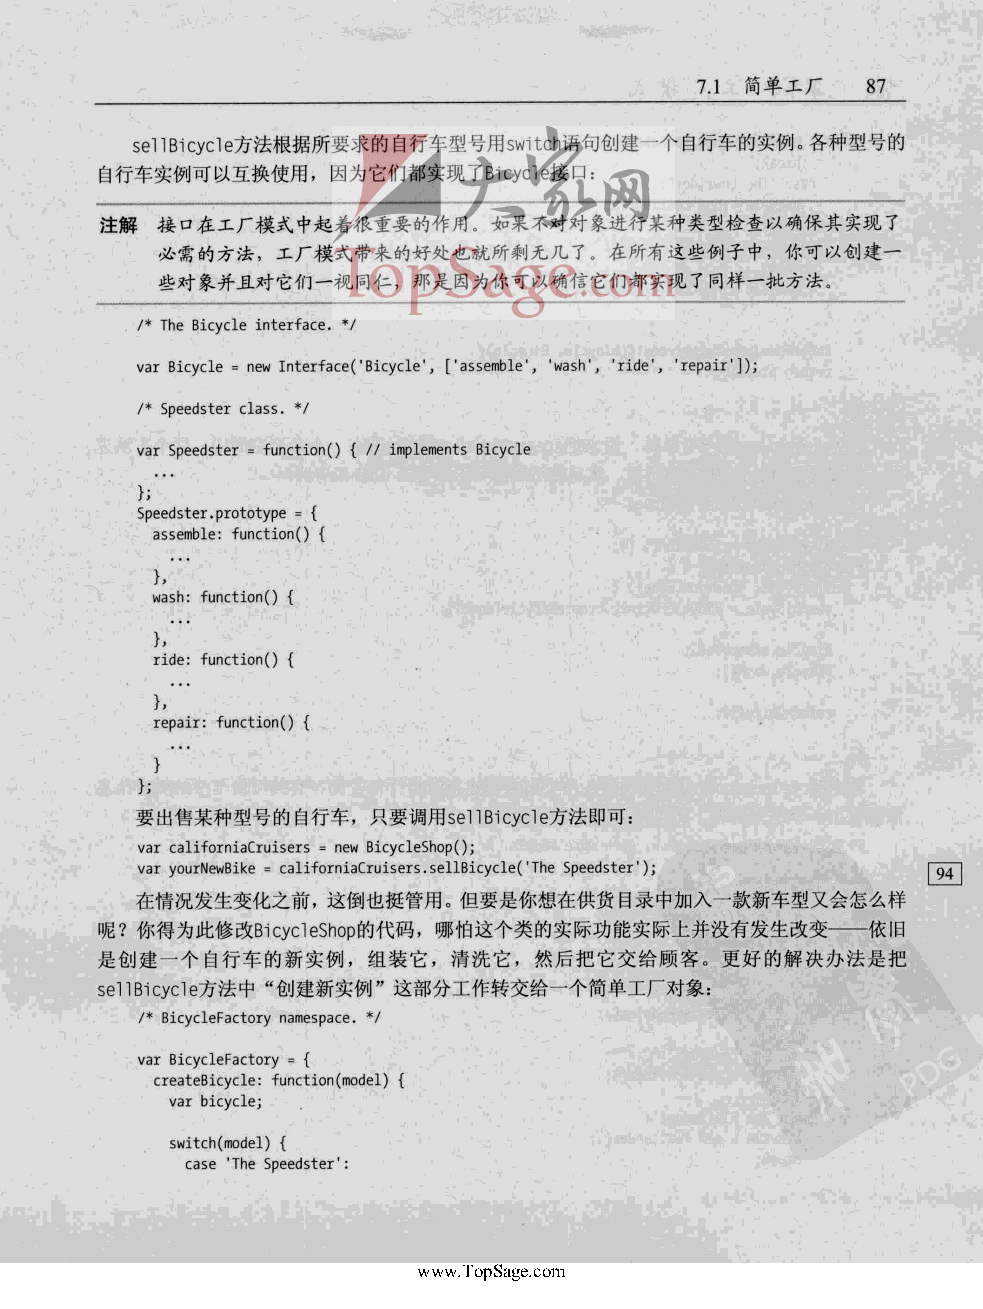 7.1 简单工厂 87
sellBicycle方法根据所要求的自行车型号用switch语句创建一个自行车的实例。各种型号的
自行车实例可以互换使用，因为它们都实现了Bicycle接口：
注解 接口在工厂模式中起着很重要的作用。如果不对对象进行某种类型检查以确保其实现了
必需的方法，工厂模式带来的好处也就所剩无几了。在所有这些例子中，你可以创建一
些对象并且对它们一视同仁，那是因为你可以确信它们都实现了同样一批方法。
大家网
TopSage.com
/* The Bicycle interface. */
var Bicycle = new Interface('Bicycle', ['assemble', 'wash', 'ride', 'repair']);
/* Speedster class. */
var Speedster = function() { // implements Bicycle
...
};
Speedster.prototype = {
assemble: function() {
...
},
wash: function() {
...
},
ride: function() {
...
},
repair: function() {
...
}
};
要出售某种型号的自行车，只要调用sellBicycle方法即可：
var californiaCruisers = new BicycleShop();
var yourNewBike = californiaCruisers.sellBicycle('The Speedster');
94
在情况发生变化之前，这倒也挺管用。但要是你想在供货目录中加入一款新车型又会怎么样
呢？你得为此修改BicycleShop的代码，哪怕这个类的实际功能实际上并没有发生改变——依旧
是创建一个自行车的新实例，组装它，清洗它，然后把它交给顾客。更好的解决办法是把
sellBicycle方法中“创建新实例”这部分工作转交给一个简单工厂对象：
/* BicycleFactory namespace. */
var BicycleFactory = {
createBicycle: function(model) {
var bicycle;
switch(model) {
case 'The Speedster':
PDG
www.TopSage.com